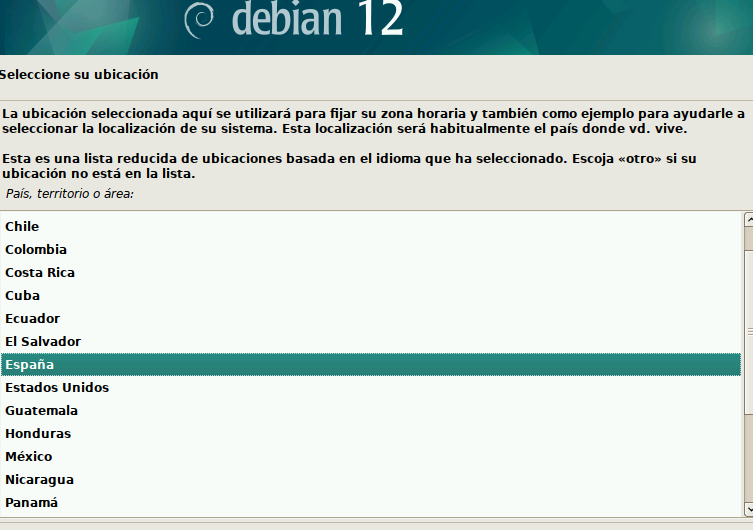 debian 12
Seleccione su ubicación
La ubicación seleccionada aquí se utilizará para fijar su zona horaria y también como ejemplo para ayudarle a
seleccionar la localización de su sistema. Esta localización será habitualmente el país donde vd. vive.
Esta es una lista reducida de ubicaciones basada en el idioma que ha seleccionado. Escoja «otro» si su
ubicación no está en la lista.
País, territorio o área:
Chile
Colombia
Costa Rica
Cuba
Ecuador
El Salvador
España
Estados Unidos
Guatemala
Honduras
México
Nicaragua
Panamá